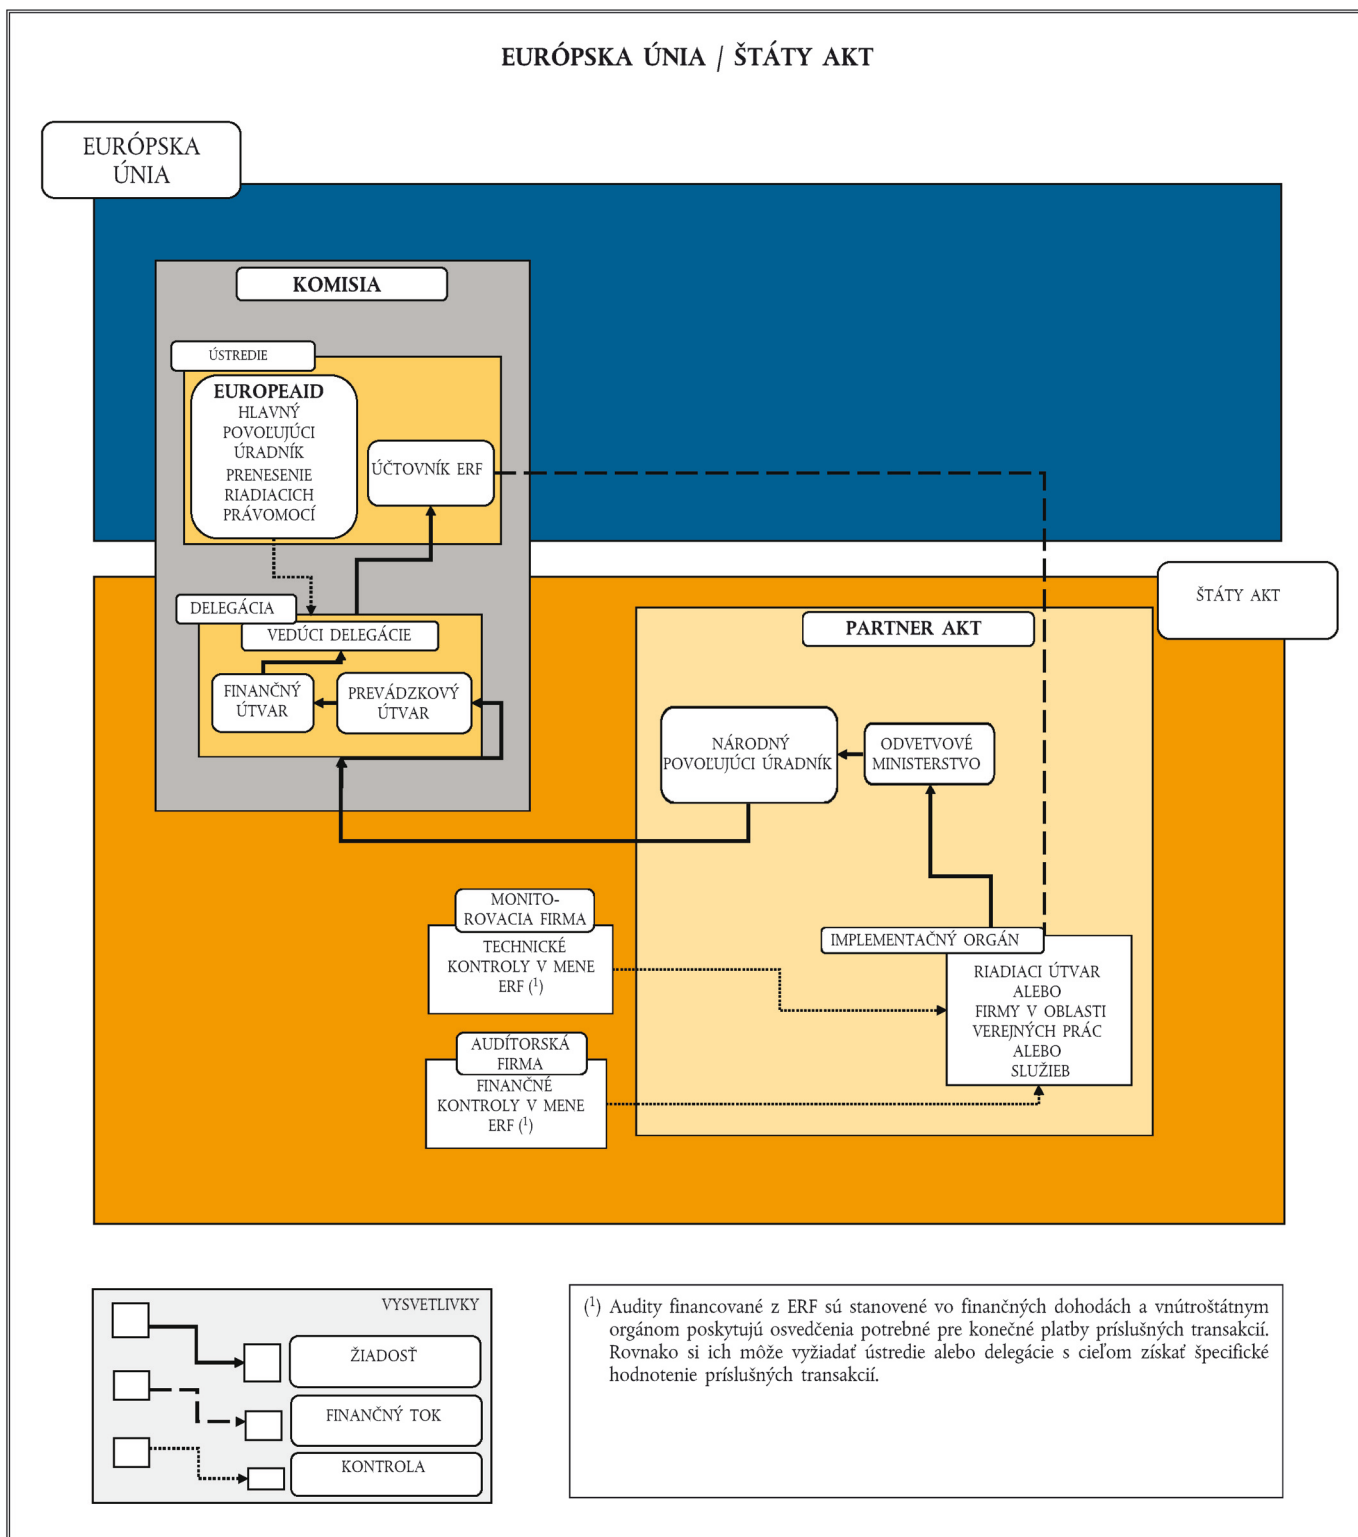 EURÓPSKA ÚNIA / ŠTÁTY AKT
EURÓPSKA
ÚNIA
KOMISIA
ÚSTREDIE
EUROPEAID
HLAVNÝ
POVOĽUJÚCI
ÚRADNÍK
PRENESENIE
RIADIACICH
PRÁVOMOCÍ
ÚČTOVNÍK ERF
ŠTÁTY AKT
DELEGÁCIA
VEDÚCI DELEGÁCIE
FINANČNÝ
ÚTVAR
PREVÁDZKOVÝ
ÚTVAR
PARTNER AKT
NÁRODNÝ
POVOĽUJÚCI ÚRADNÍK
ODVETVOVÉ
MINISTERSTVO
MONITO-
ROVACIA FIRMA
TECHNICKÉ
KONTROLY V MENE
ERF (¹)
IMPLEMENTAČNÝ ORGÁN
RIADIACI ÚTVAR
ALEBO
FIRMY V OBLASTI
VEREJNÝCH PRÁC
ALEBO
SLUŽIEB
AUDÍTORSKÁ
FIRMA
FINANČNÉ
KONTROLY V MENE
ERF (¹)
VYSVETLIVKY
ŽIADOSŤ
FINANČNÝ TOK
KONTROLA
(¹) Audity financované z ERF sú stanovené vo finančných dohodách a vnútroštátnym
orgánom poskytujú osvedčenia potrebné pre konečné platby príslušných transakcií.
Rovnako si ich môže vyžiadať ústredie alebo delegácie s cieľom získať špecifické
hodnotenie príslušných transakcií.